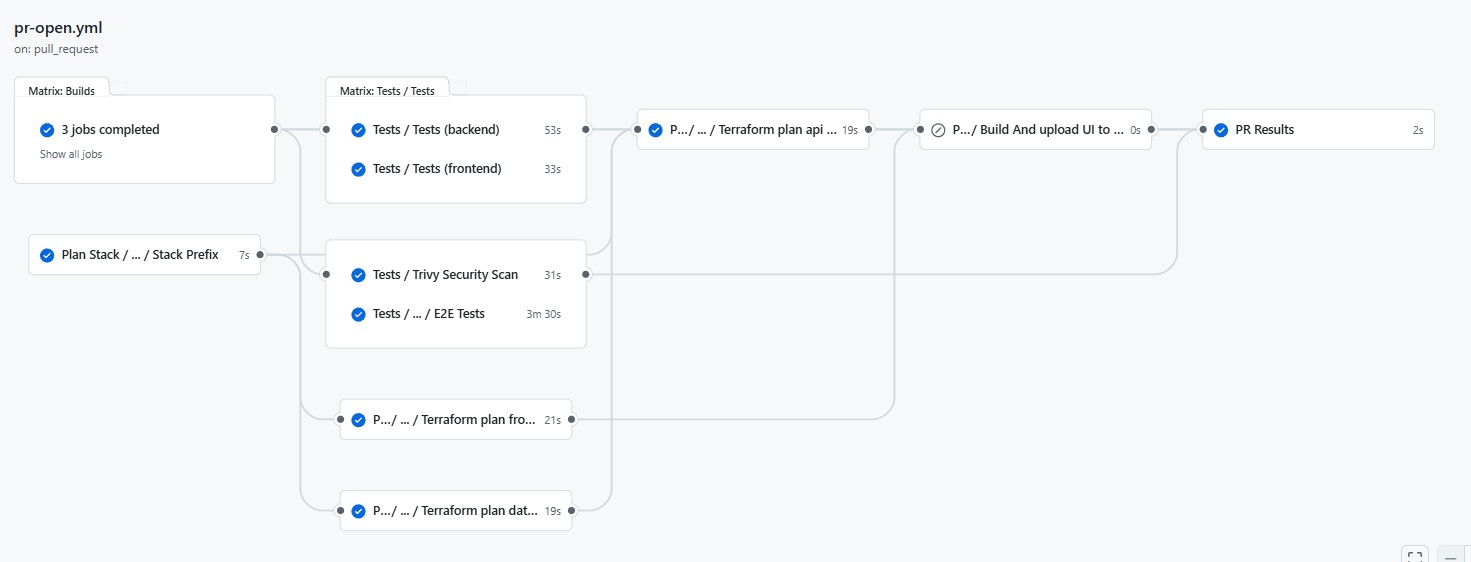 pr-open.yml
on: pull_request
Matrix: Builds
3 jobs completed
Show all jobs
Plan Stack / ... / Stack Prefix 7s
Matrix: Tests / Tests
Tests / Tests (backend) 53s
Tests / Tests (frontend) 33s
Tests / Trivy Security Scan 31s
Tests / ... / E2E Tests 3m 30s
P.../ ... / Terraform plan fro... 21s
P.../ ... / Terraform plan dat... 19s
P.../ ... / Terraform plan api ... 19s
P.../ Build And upload UI to ... 0s
PR Results 2s